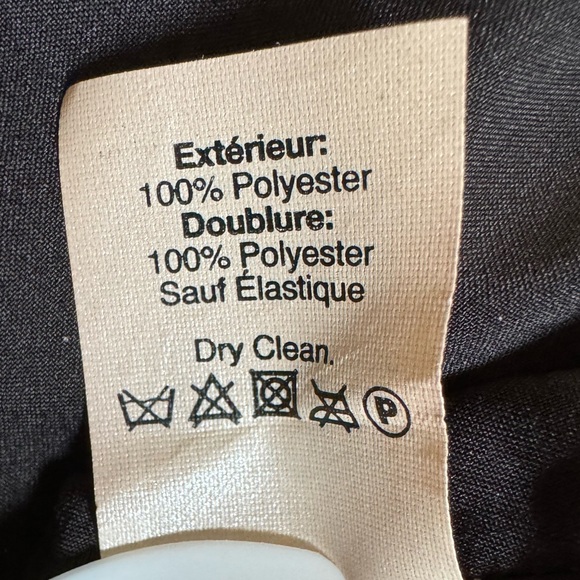 Extérieur:
100% Polyester
Doublure:
100% Polyester
Sauf Élastique
Dry Clean.
P